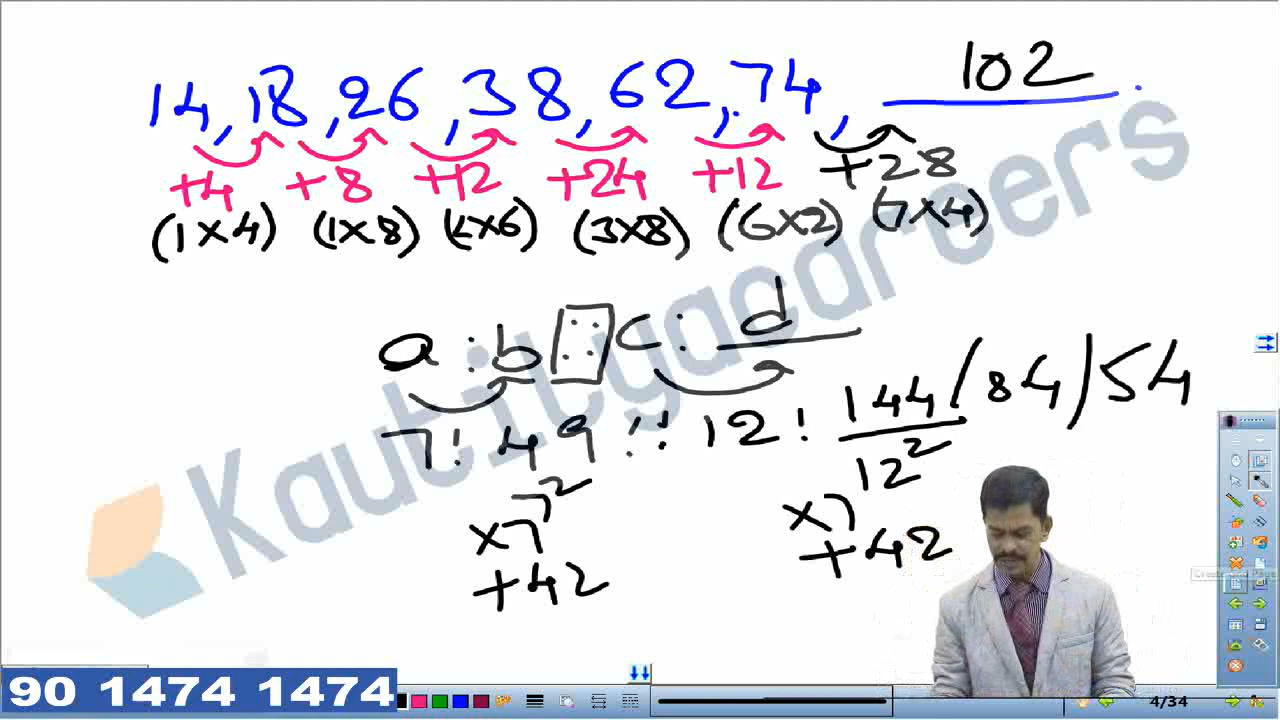 14, 18, 26, 38, 62, 74, 102
+4 +8 +12 +24 +12 +28
(1×4) (1×8) (2×6) (3×8) (6×2) (7×4)
a : b :: c : d
7 : 49 :: 12 : 144 / 84 / 54
7² 12²
×7 ×7
+42 +42
Kautilyacareers
90 1474 1474
4/34